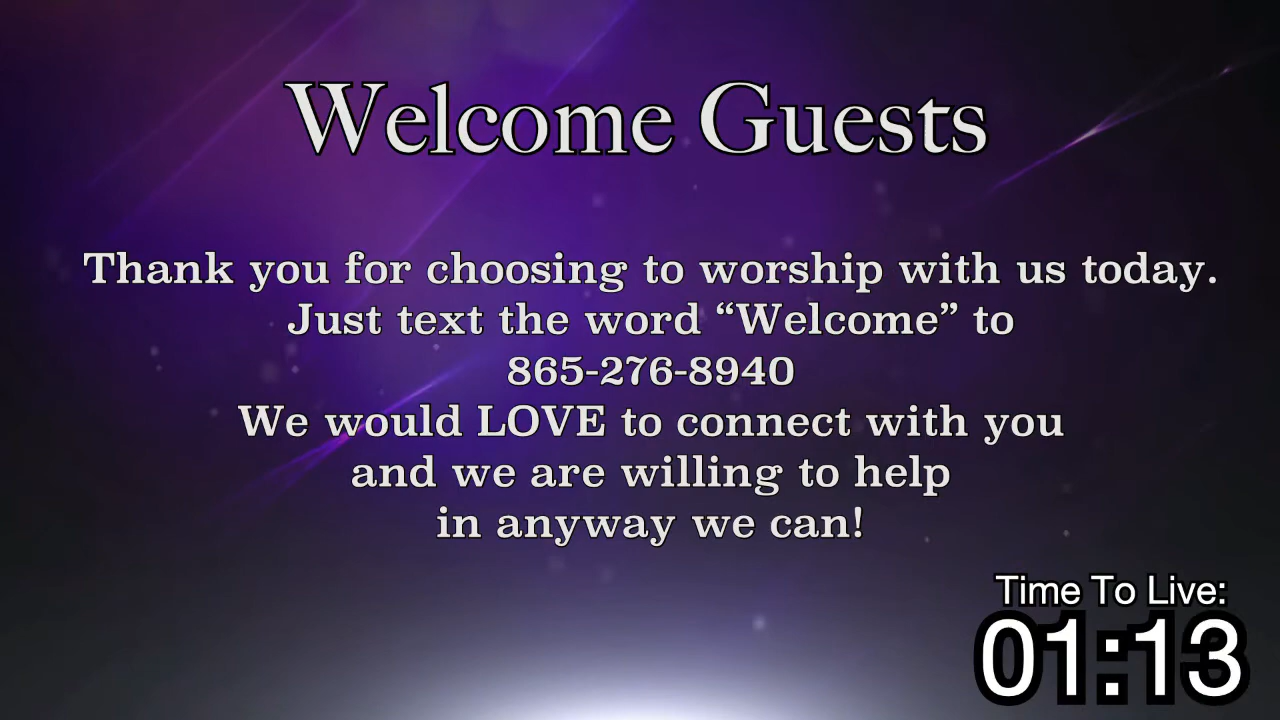 Welcome Guests
Thank you for choosing to worship with us today.
Just text the word “Welcome” to
865-276-8940
We would LOVE to connect with you
and we are willing to help
in anyway we can!
Time To Live:
01:13